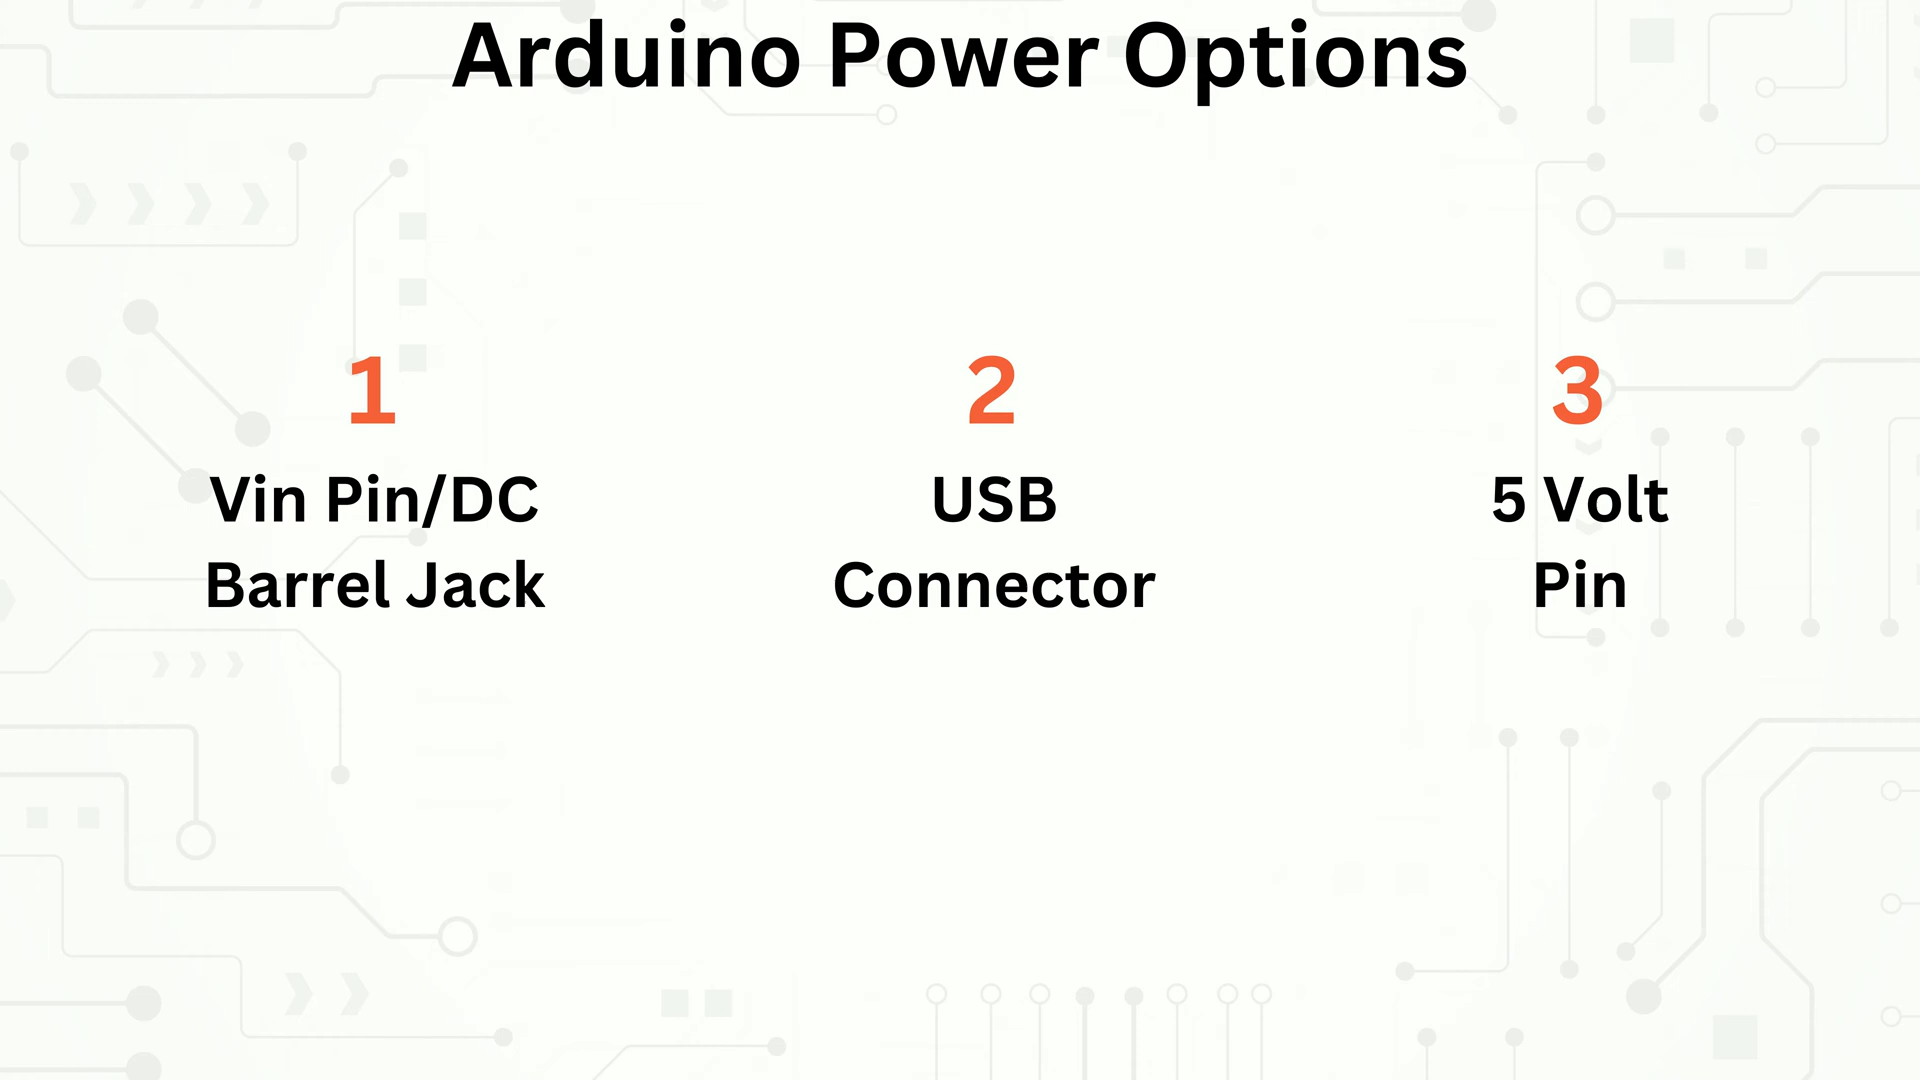 Arduino Power Options
1
Vin Pin/DC
Barrel Jack
2
USB
Connector
3
5 Volt
Pin